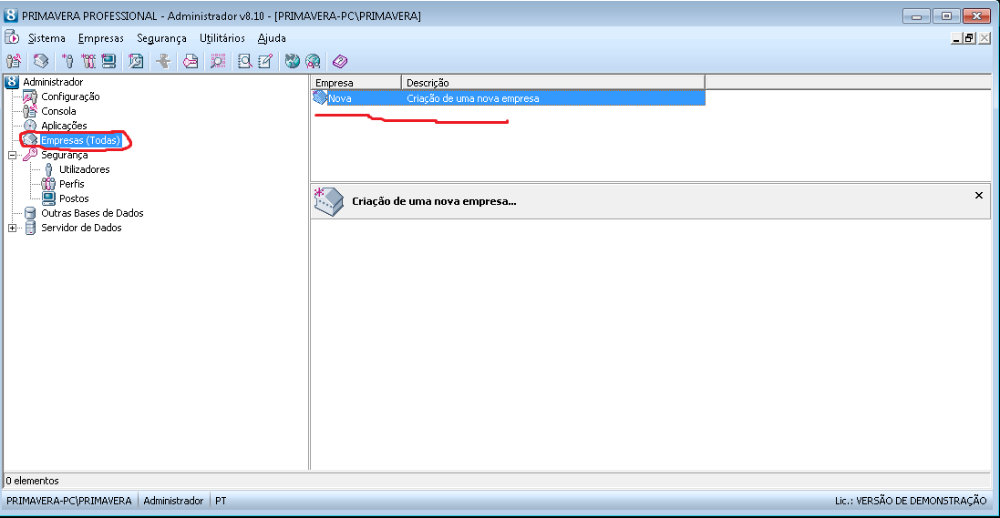 8 PRIMAVERA PROFESSIONAL - Administrador v8.10 - [PRIMAVERA-PC\PRIMAVERA]
Sistema Empresas Segurança Utilitários Ajuda
8 Administrador
Configuração
Consola
Aplicações
Empresas (Todas)
Segurança
Utilizadores
Perfis
Postos
Outras Bases de Dados
Servidor de Dados
Empresa Descrição
Nova Criação de uma nova empresa
Criação de uma nova empresa...
0 elementos
PRIMAVERA-PC\PRIMAVERA Administrador PT Lic.: VERSÃO DE DEMONSTRAÇÃO